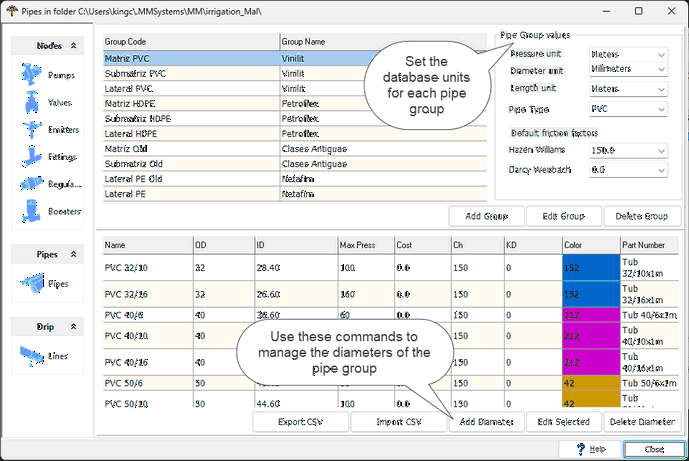 Pipes in folder C:\Users\kingc\.MMSystems\MM\irrigation_Mal\
Nodes
Pumps
Valves
Emitters
Fittings
Regula...
Boosters
Pipes
Pipes
Drip
Lines
Group Code Group Name
Matriz PVC Vinilit
Submatriz PVC Vinilit
Lateral PVC Vinilit
Matriz HDPE Petroflex
Submatriz HDPE Petroflex
Lateral HDPE Petroflex
Matriz Old Clases Antiguas
Submatriz Old Clases Antiguas
Lateral PE Old Netafim
Lateral PE Netafim
Set the
database units
for each pipe
group
Pipe Group values
Pressure unit Meters
Diameter unit Milimeters
Length unit Meters
Pipe Type PVC
Default friction factors
Hazen Williams 150.0
Darcy Weisbach 0.0
Add Group Edit Group Delete Group
Name OD ID Max Press Cost Ch KD Color Part Number
PVC 32/10 32 28.40 100 0.0 150 0 152 Tub
32/10x1m
PVC 32/16 32 26.60 160 0.0 150 0 152 Tub
32/16x1m
PVC 40/6 40 36.60 60 0.0 150 0 Tub 40/6x2m
PVC 40/10 40 150 0 212 Tub
40/10x1m
PVC 40/16 40 150 0 212 Tub
40/16x1m
PVC 50/6 50 150 0 42 Tub 50/6x2m
PVC 50/10 50 44.60 100 0.0 150 0 42 Tub
Use these commands to
manage the diameters of the
pipe group
Export CSV Import CSV Add Diameter Edit Selected Delete Diameter
Help Close